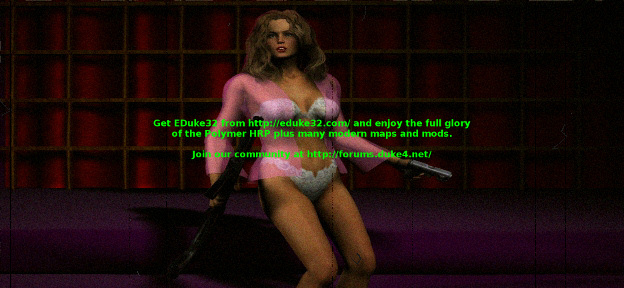 Get EDuke32 from http://eduke32.com/ and enjoy the full glory
of the Polymer HRP plus many modern maps and mods.
Join our community at http://forums.duke4.net/